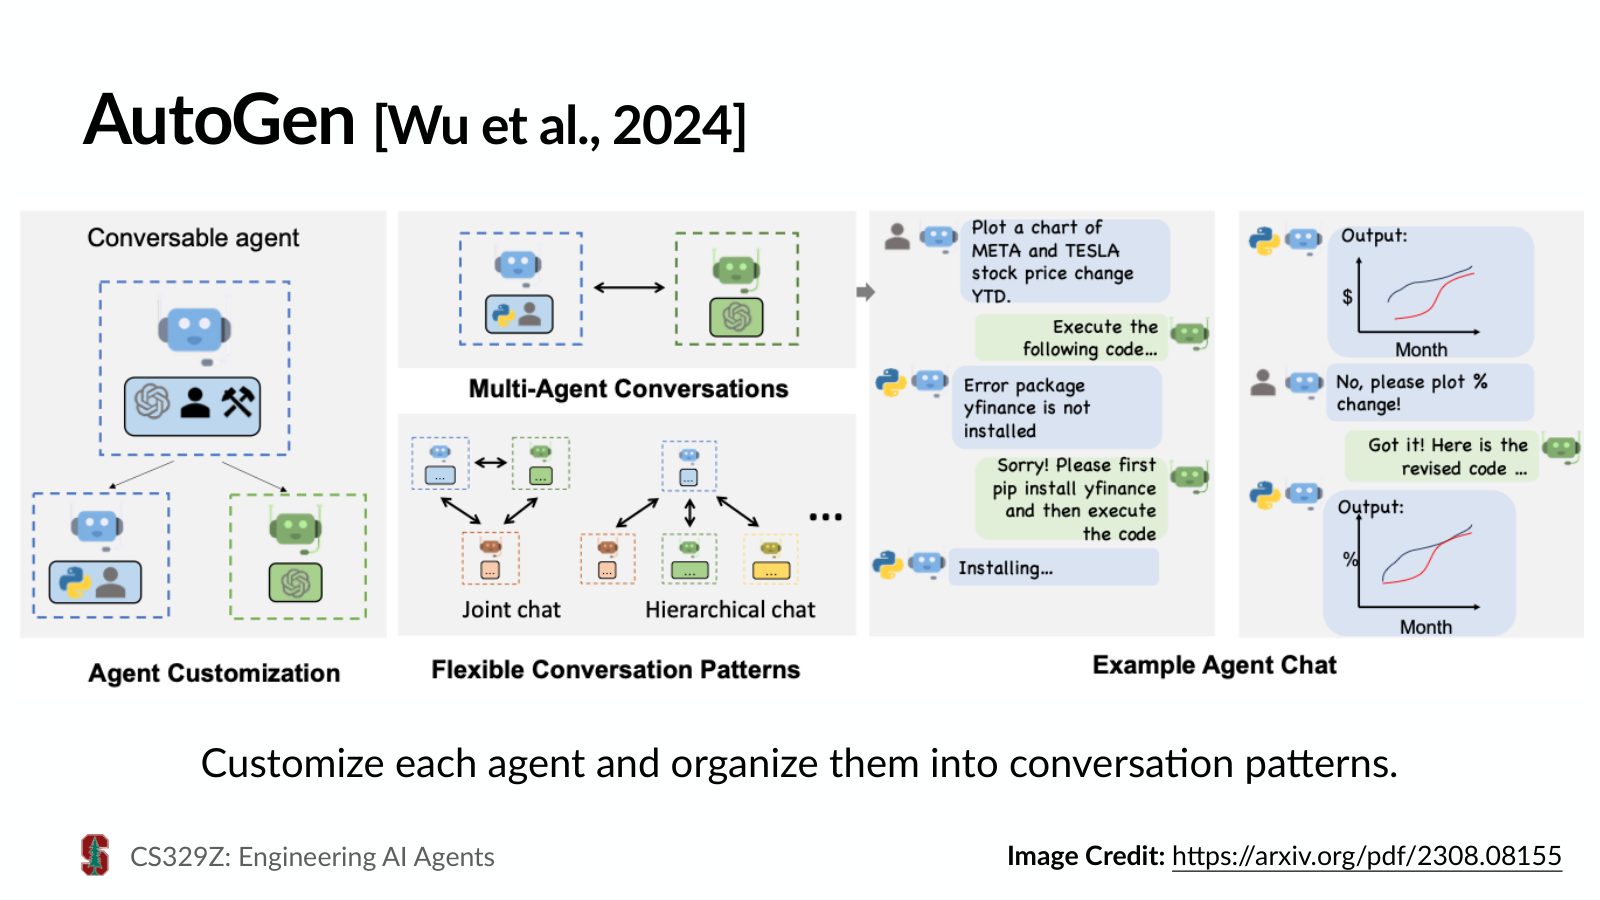 AutoGen [Wu et al., 2024]
Conversable agent
Agent Customization
Multi-Agent Conversations
...
...
...
...
...
...
...
...
Joint chat
Hierarchical chat
Flexible Conversation Patterns
Plot a chart of
META and TESLA
stock price change
YTD.
Execute the
following code...
Error package
yfinance is not
installed
Sorry! Please first
pip install yfinance
and then execute
the code
Installing...
Output:
$
Month
No, please plot %
change!
Got it! Here is the
revised code ...
Output:
%
Month
Example Agent Chat
Customize each agent and organize them into conversation patterns.
CS329Z: Engineering AI Agents
Image Credit: https://arxiv.org/pdf/2308.08155